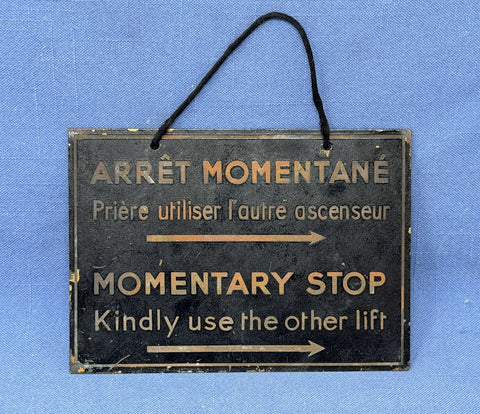 ARRÊT MOMENTANÉ
Prière utiliser l'autre ascenseur
MOMENTARY STOP
Kindly use the other lift